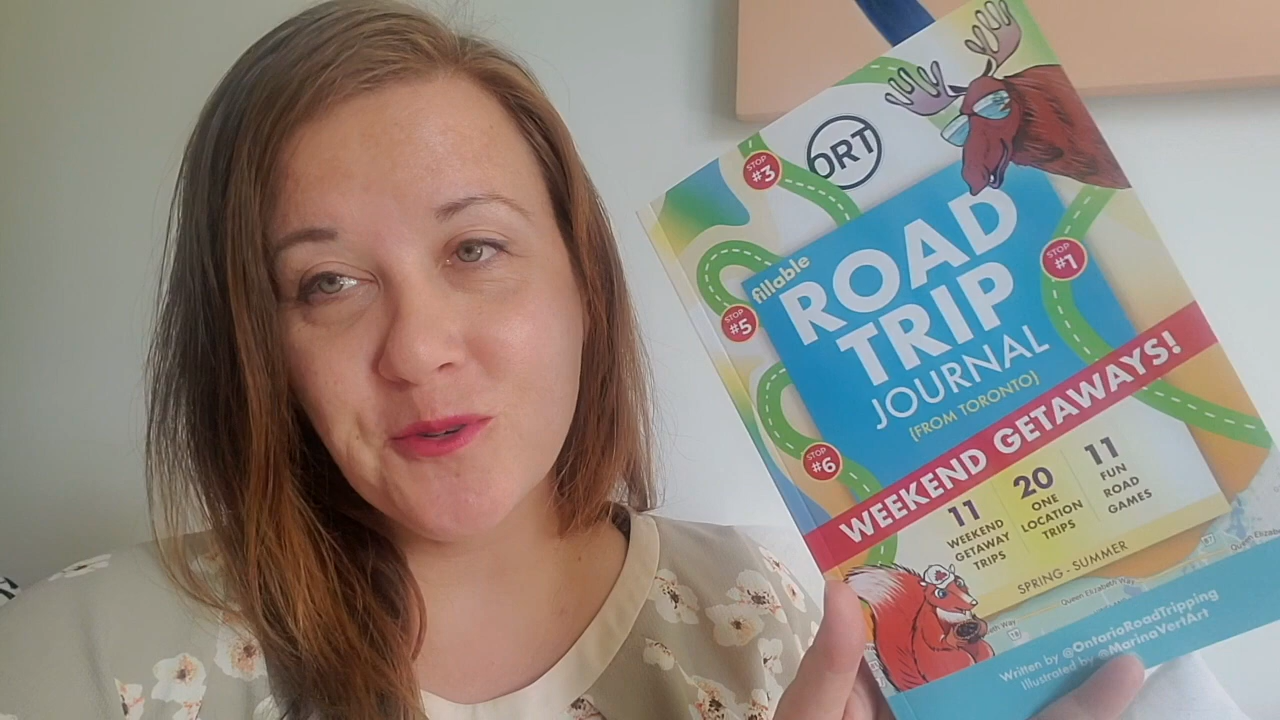 ORT
STOP
#3
STOP
#1
STOP
#5
STOP
#6
fillable
ROAD
TRIP
JOURNAL
{FROM TORONTO}
WEEKEND GETAWAYS!
11
WEEKEND
GETAWAY
TRIPS
20
ONE
LOCATION
TRIPS
11
FUN
ROAD
GAMES
SPRING - SUMMER
Queen Elizabeth Way
Written by @OntarioRoadTripping
Illustrated by @MarinaVertArt